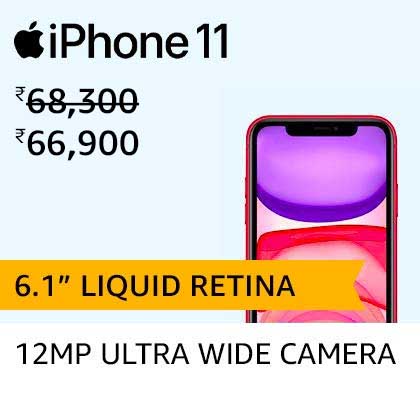 iPhone 11
₹68,300
₹66,900
6.1” LIQUID RETINA
12MP ULTRA WIDE CAMERA